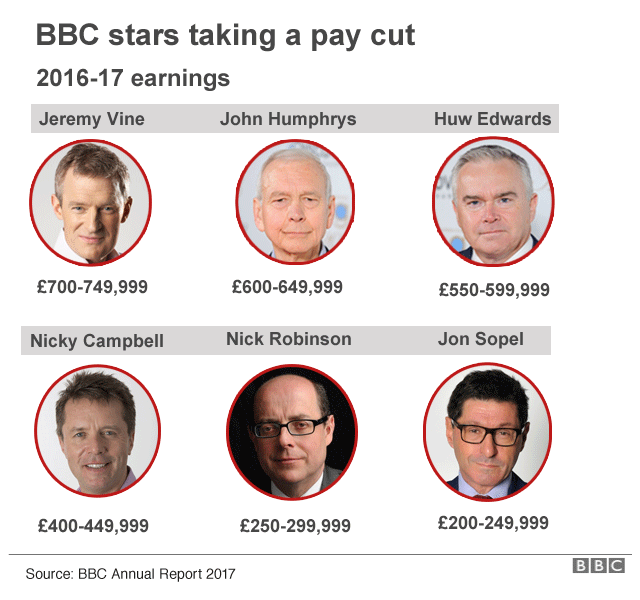 BBC stars taking a pay cut
2016-17 earnings
Jeremy Vine
John Humphrys
Huw Edwards
£700-749,999
£600-649,999
£550-599,999
Nicky Campbell
Nick Robinson
Jon Sopel
£400-449,999
£250-299,999
£200-249,999
Source: BBC Annual Report 2017
BBC